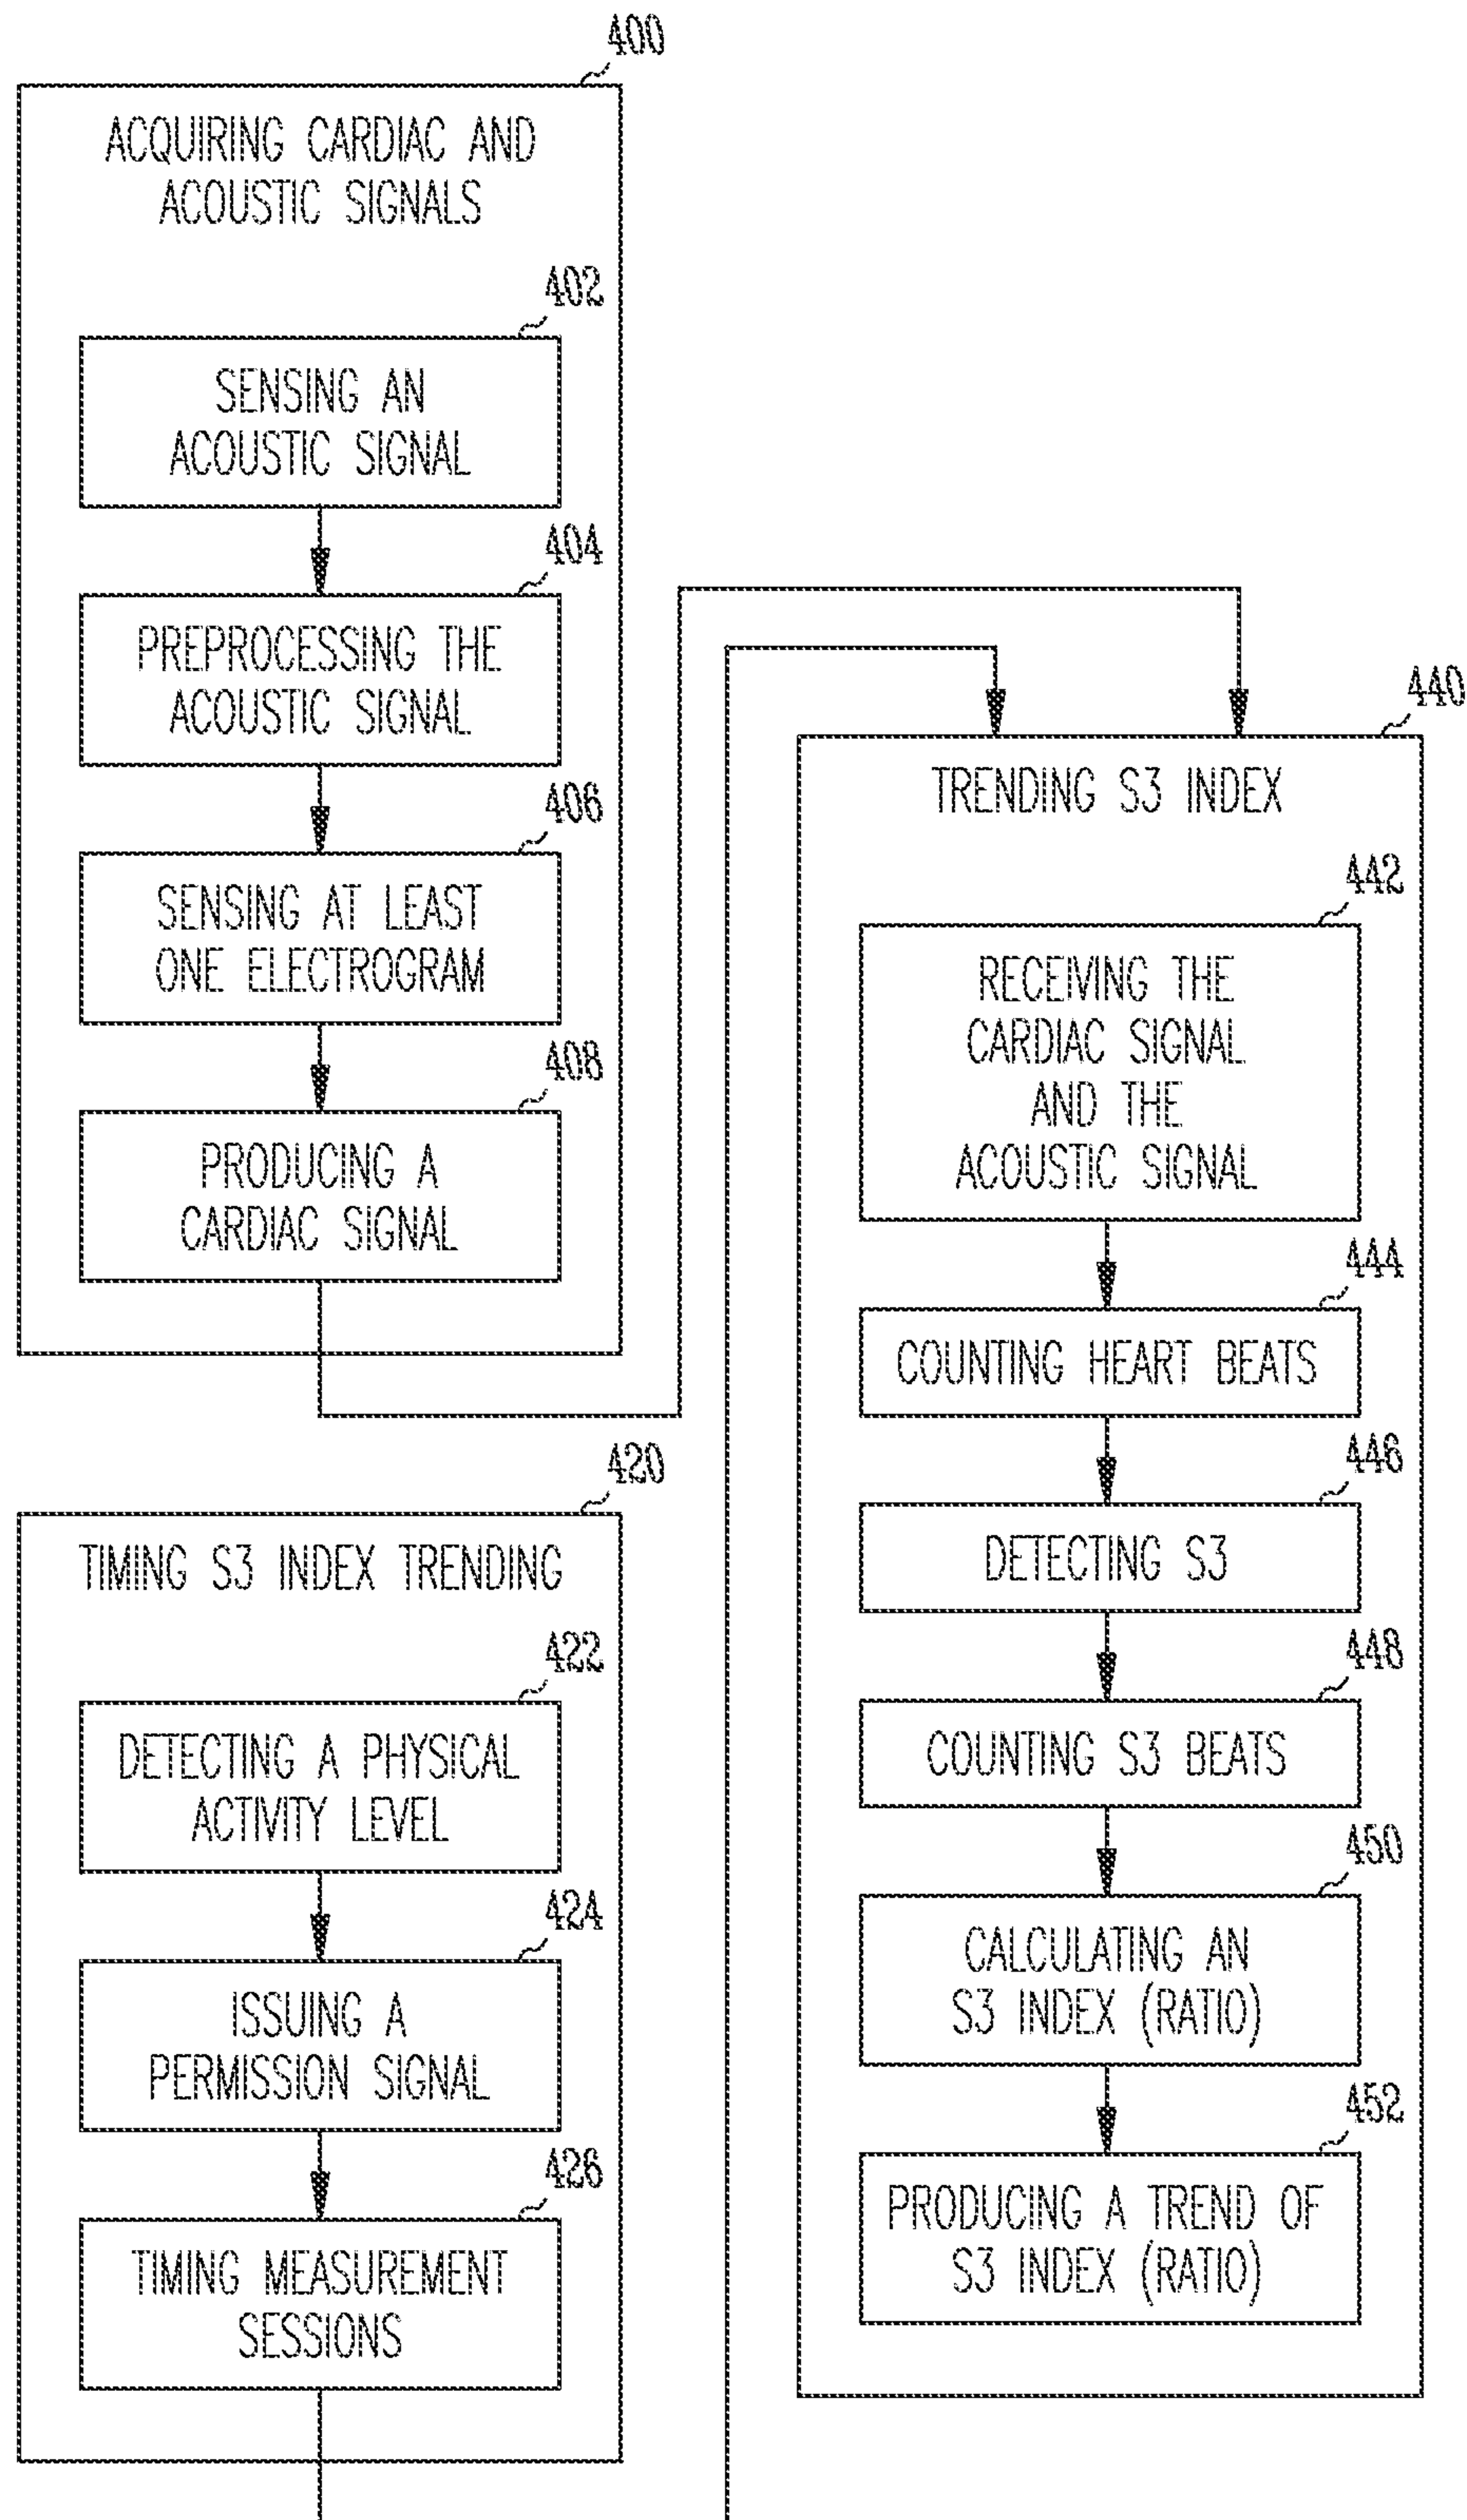 400
ACQUIRING CARDIAC AND
ACOUSTIC SIGNALS
402
SENSING AN
ACOUSTIC SIGNAL
404
PREPROCESSING THE
ACOUSTIC SIGNAL
406
SENSING AT LEAST
ONE ELECTROGRAM
408
PRODUCING A
CARDIAC SIGNAL
420
TIMING S3 INDEX TRENDING
422
DETECTING A PHYSICAL
ACTIVITY LEVEL
424
ISSUING A
PERMISSION SIGNAL
426
TIMING MEASUREMENT
SESSIONS
440
TRENDING S3 INDEX
442
RECEIVING THE
CARDIAC SIGNAL
AND THE
ACOUSTIC SIGNAL
444
COUNTING HEART BEATS
446
DETECTING S3
448
COUNTING S3 BEATS
450
CALCULATING AN
S3 INDEX (RATIO)
452
PRODUCING A TREND OF
S3 INDEX (RATIO)